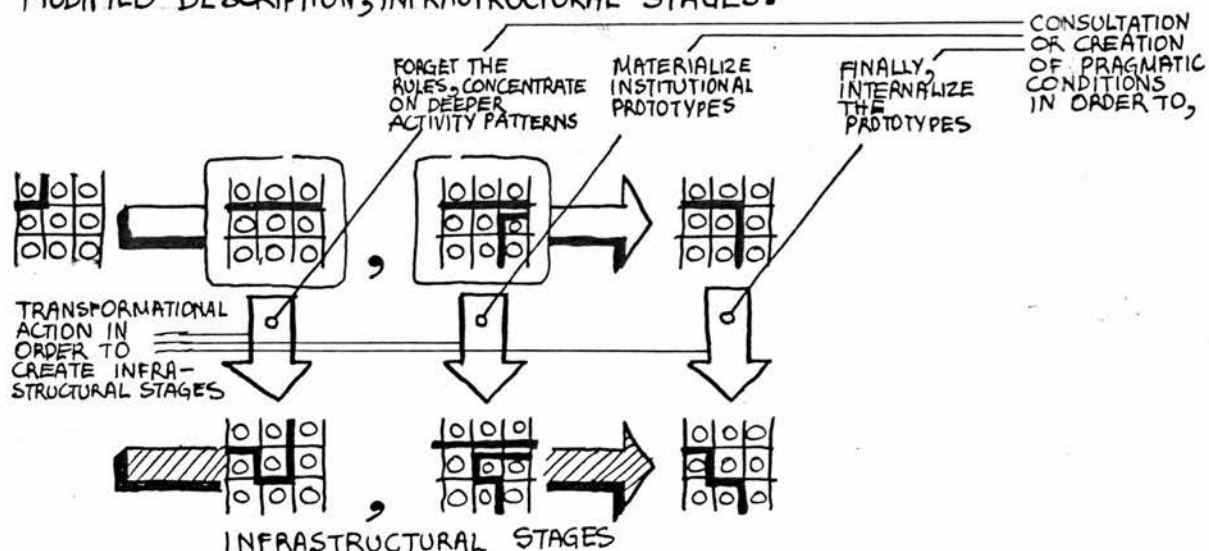 MODIFIED DESCRIPTION, INFRASTRUCTURAL STAGES.
CONSULTATION
OR CREATION
OF PRAGMATIC
CONDITIONS
IN ORDER TO,
FORGET THE
RULES, CONCENTRATE
ON DEEPER
ACTIVITY PATTERNS
MATERIALIZE
INSTITUTIONAL
PROTOTYPES
FINALLY,
INTERNALIZE
THE
PROTOTYPES
,
TRANSFORMATIONAL
ACTION IN
ORDER TO
CREATE INFRA-
STRUCTURAL STAGES
,
INFRASTRUCTURAL STAGES